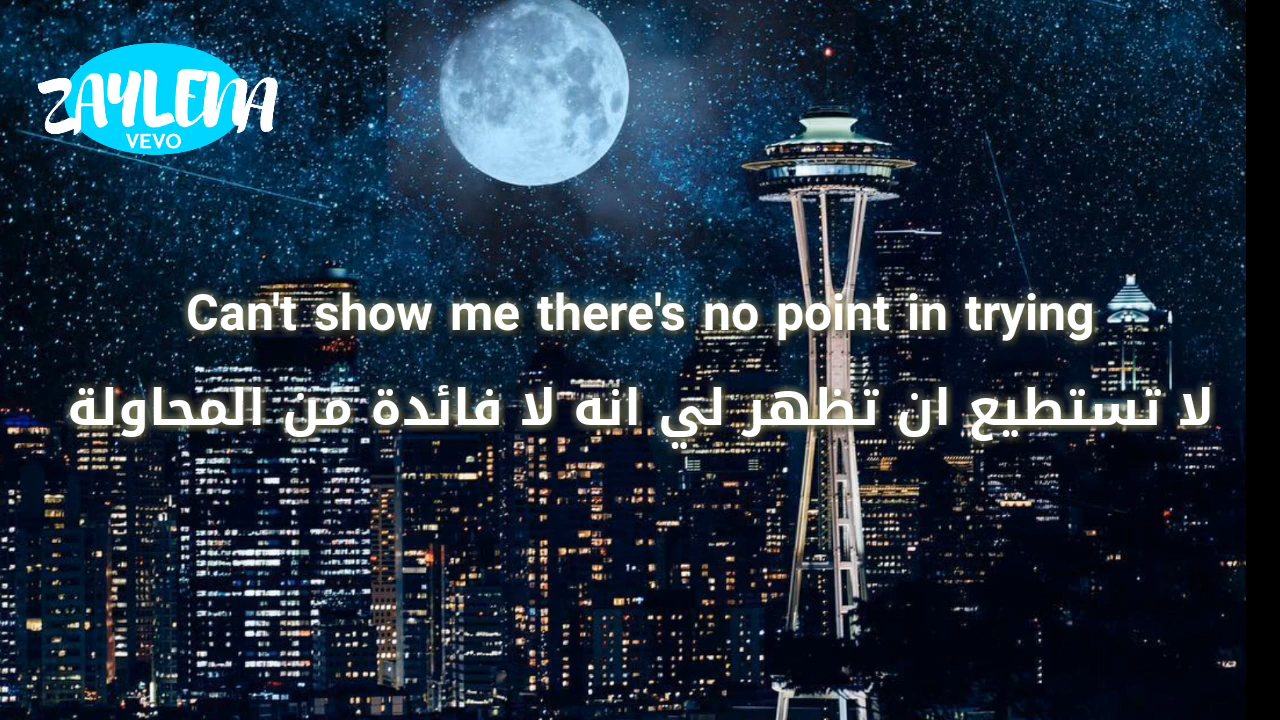 ZAYLENA
VEVO
Can't show me there's no point in trying
لا تستطيع ان تظهر لي انه لا فائدة من المحاولة